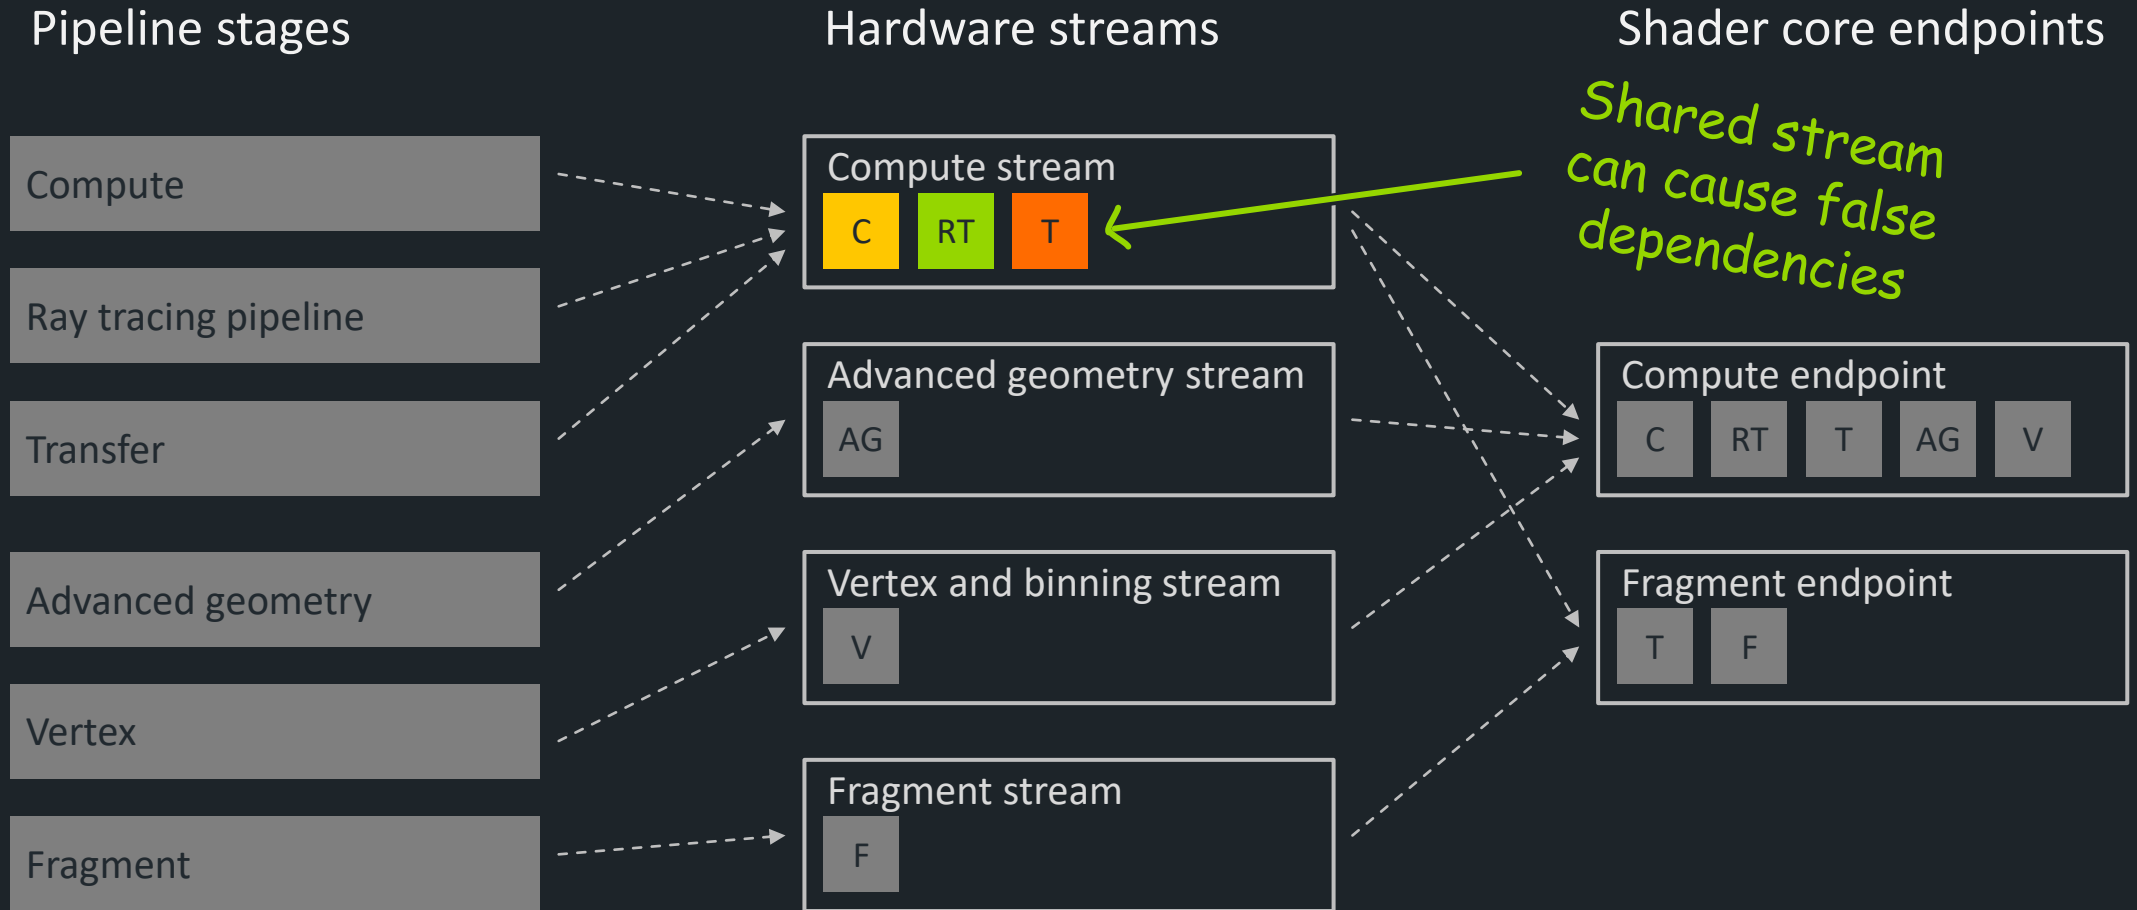 Pipeline stages
Hardware streams
Shader core endpoints
Compute
Ray tracing pipeline
Transfer
Advanced geometry
Vertex
Fragment
Compute stream
C
RT
T
Advanced geometry stream
AG
Vertex and binning stream
V
Fragment stream
F
Shared stream
can cause false
dependencies
Compute endpoint
C
RT
T
AG
V
Fragment endpoint
T
F